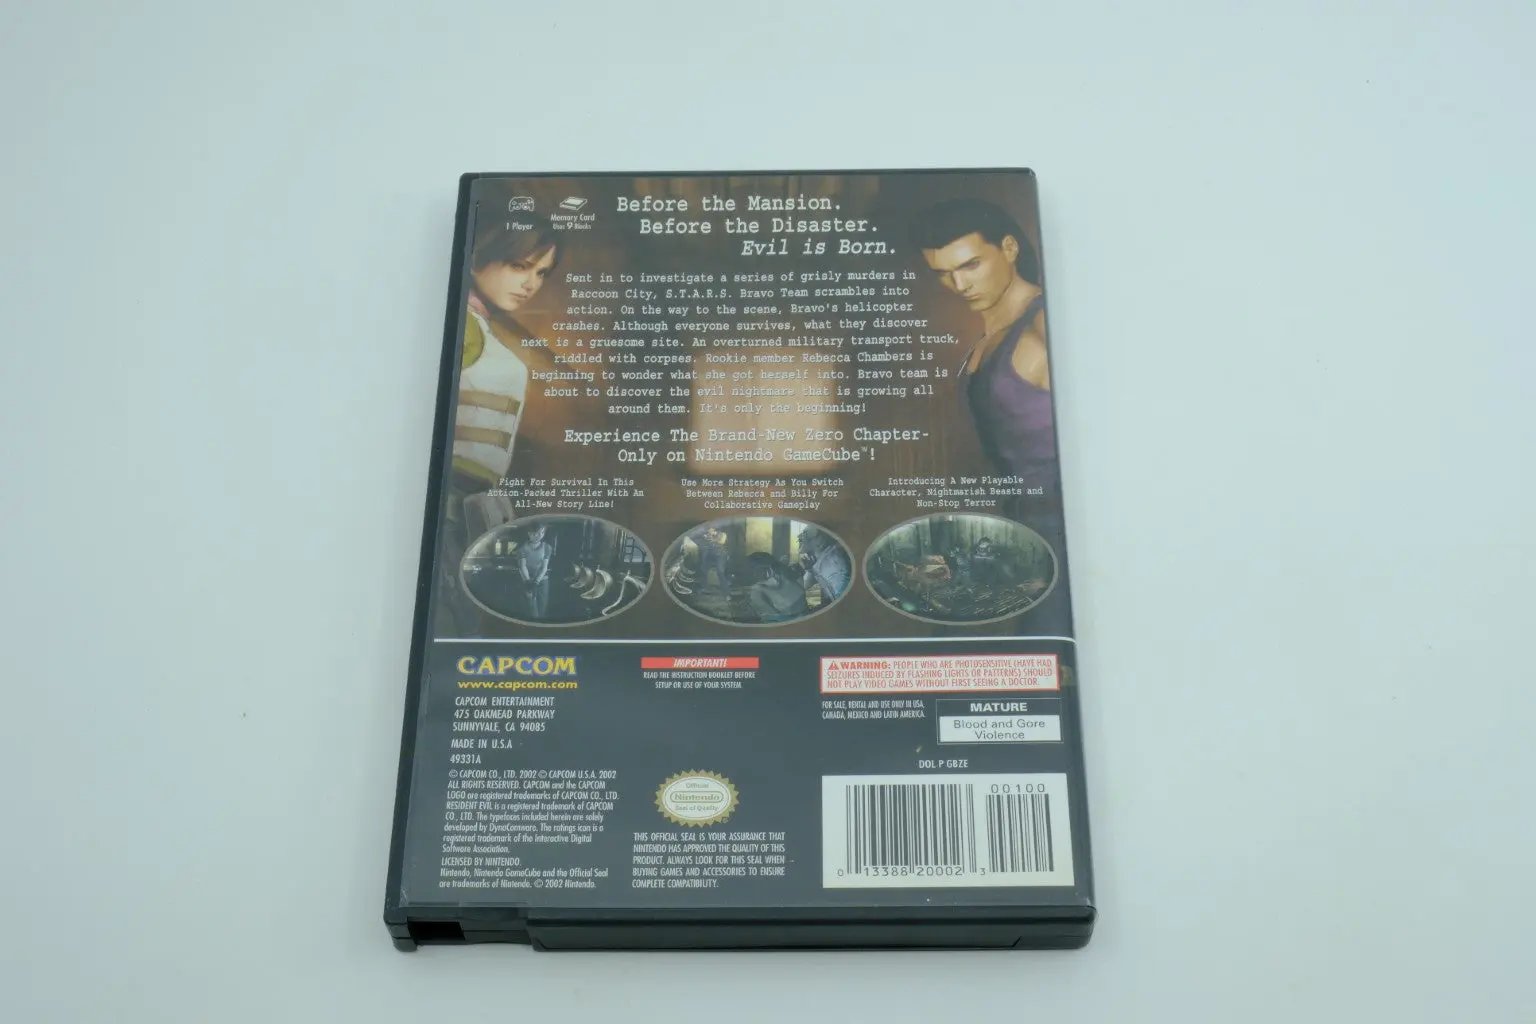 1 Player
Memory Card
Uses 9 Blocks
Before the Mansion.
Before the Disaster.
Evil is Born.
Sent in to investigate a series of grisly murders in
Raccoon City, S.T.A.R.S. Bravo Team scrambles into
action. On the way to the scene, Bravo's helicopter
crashes. Although everyone survives, what they discover
next is a gruesome site. An overturned military transport truck,
riddled with corpses. Rookie member Rebecca Chambers is
beginning to wonder what she got herself into. Bravo team is
about to discover the evil nightmare that is growing all
around them. It's only the beginning!
Experience The Brand-New Zero Chapter-
Only on Nintendo GameCube™!
Fight For Survival In This
Action-Packed Thriller With An
All-New Story Line!
Use More Strategy As You Switch
Between Rebecca and Billy For
Collaborative Gameplay
Introducing A New Playable
Character, Nightmarish Beasts and
Non-Stop Terror
CAPCOM
www.capcom.com
CAPCOM ENTERTAINMENT
475 OAKMEAD PARKWAY
SUNNYVALE, CA 94085
MADE IN U.S.A
49331A
© CAPCOM CO., LTD. 2002 © CAPCOM U.S.A. 2002
ALL RIGHTS RESERVED. CAPCOM and the CAPCOM
LOGO are registered trademarks of CAPCOM CO., LTD.
RESIDENT EVIL is a registered trademark of CAPCOM
CO., LTD. The typefaces included herein are solely
developed by DynaComware. The ratings icon is a
registered trademark of the Interactive Digital
Software Association.
LICENSED BY NINTENDO.
Nintendo, Nintendo GameCube and the Official Seal
are trademarks of Nintendo. © 2002 Nintendo.
IMPORTANT!
READ THE INSTRUCTION BOOKLET BEFORE
SETUP OR USE OF YOUR SYSTEM.
Official
Nintendo
Seal of Quality
THIS OFFICIAL SEAL IS YOUR ASSURANCE THAT
NINTENDO HAS APPROVED THE QUALITY OF THIS
PRODUCT. ALWAYS LOOK FOR THIS SEAL WHEN
BUYING GAMES AND ACCESSORIES TO ENSURE
COMPLETE COMPATIBILITY.
WARNING: PEOPLE WHO ARE PHOTOSENSITIVE (HAVE HAD
SEIZURES INDUCED BY FLASHING LIGHTS OR PATTERNS) SHOULD
NOT PLAY VIDEO GAMES WITHOUT FIRST SEEING A DOCTOR.
FOR SALE, RENTAL AND USE ONLY IN USA,
CANADA, MEXICO AND LATIN AMERICA.
MATURE
Blood and Gore
Violence
DOL P GBZE
00100
0 13388 20002 3